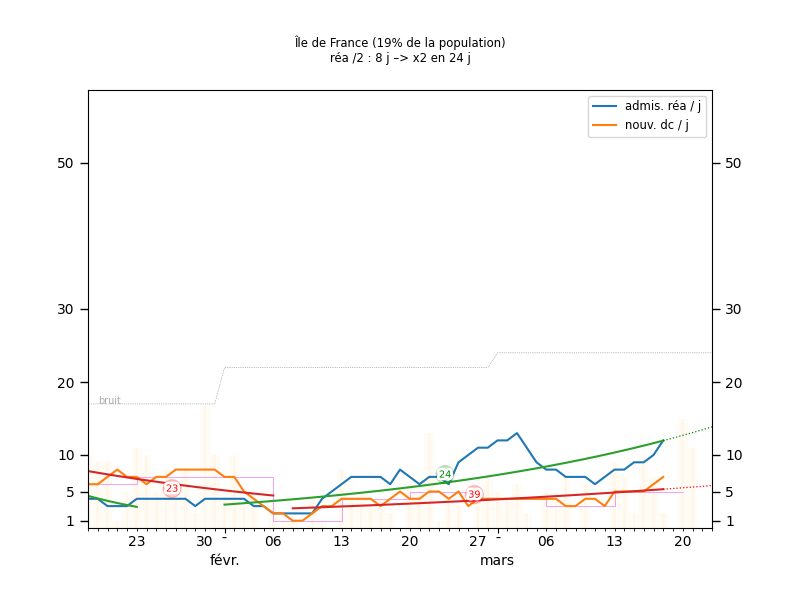 Île de France (19% de la population)
réa /2 : 8 j –> x2 en 24 j
admis. réa / j
nouv. dc / j
50 50
30 30
20 20
bruit
10 10
24
23
39
5 5
1 1
23 30 06 13 20 27 06 13 20
févr. mars